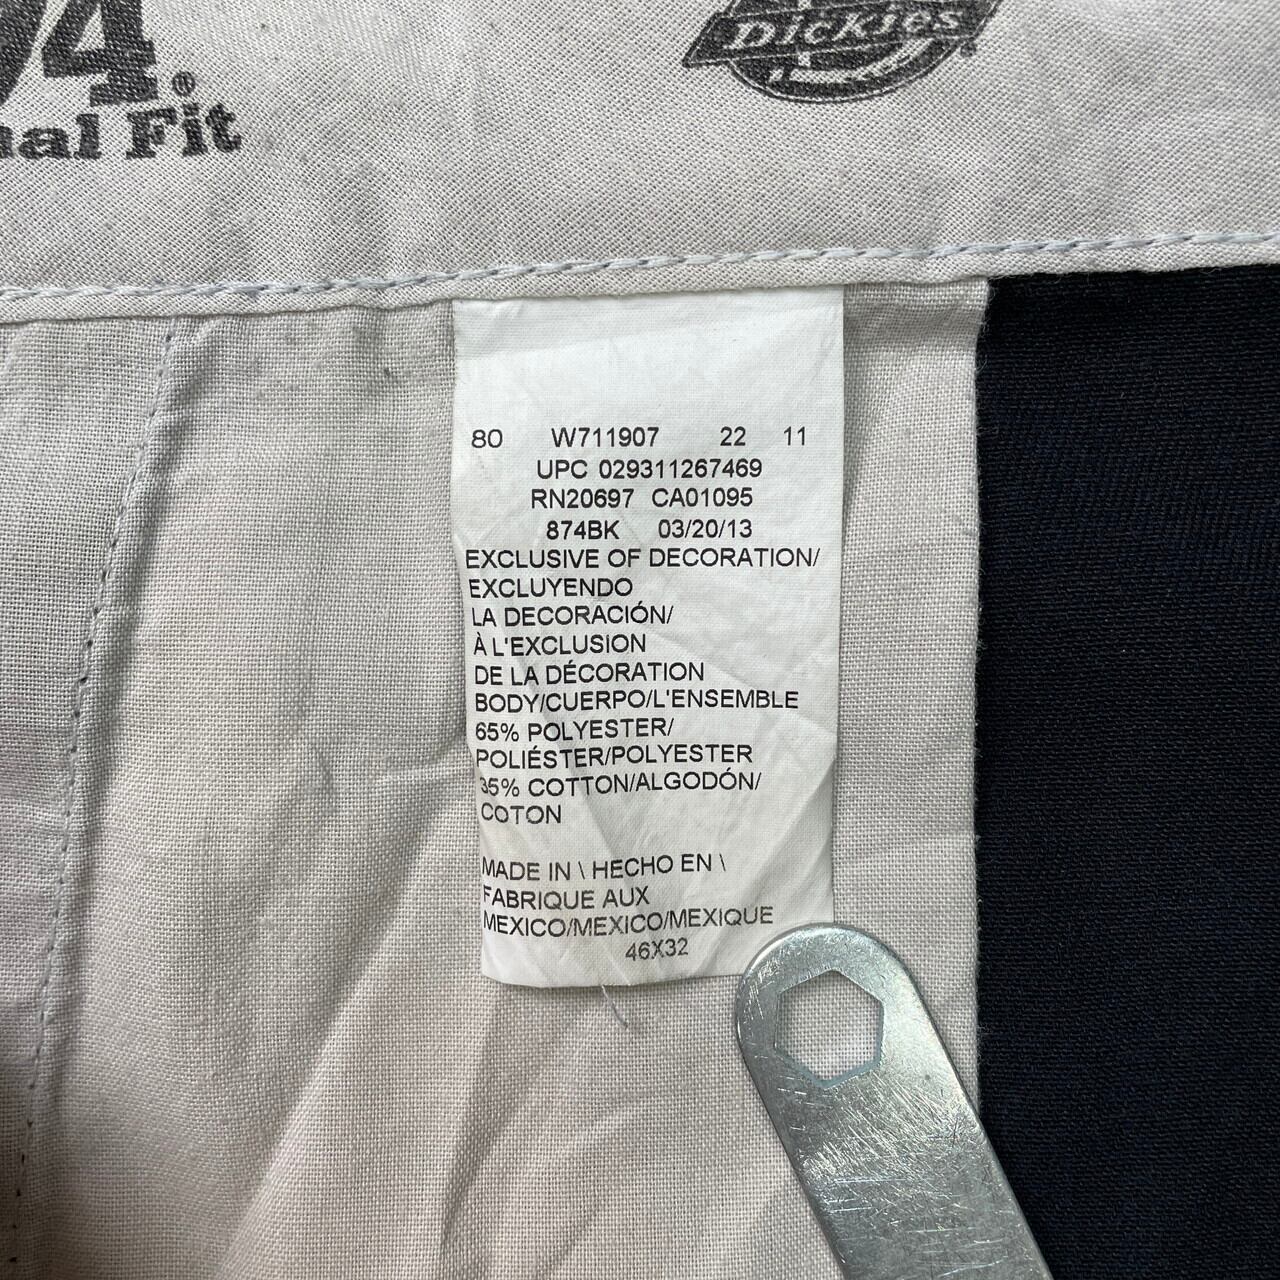 74®
nal Fit
Dickies
80 W711907 22 11
UPC 029311267469
RN20697 CA01095
874BK 03/20/13
EXCLUSIVE OF DECORATION/
EXCLUYENDO
LA DECORACIÓN/
À L'EXCLUSION
DE LA DÉCORATION
BODY/CUERPO/L'ENSEMBLE
65% POLYESTER/
POLIÉSTER/POLYESTER
35% COTTON/ALGODÓN/
COTON
MADE IN \ HECHO EN \
FABRIQUE AUX
MEXICO/MEXICO/MEXIQUE
46X32